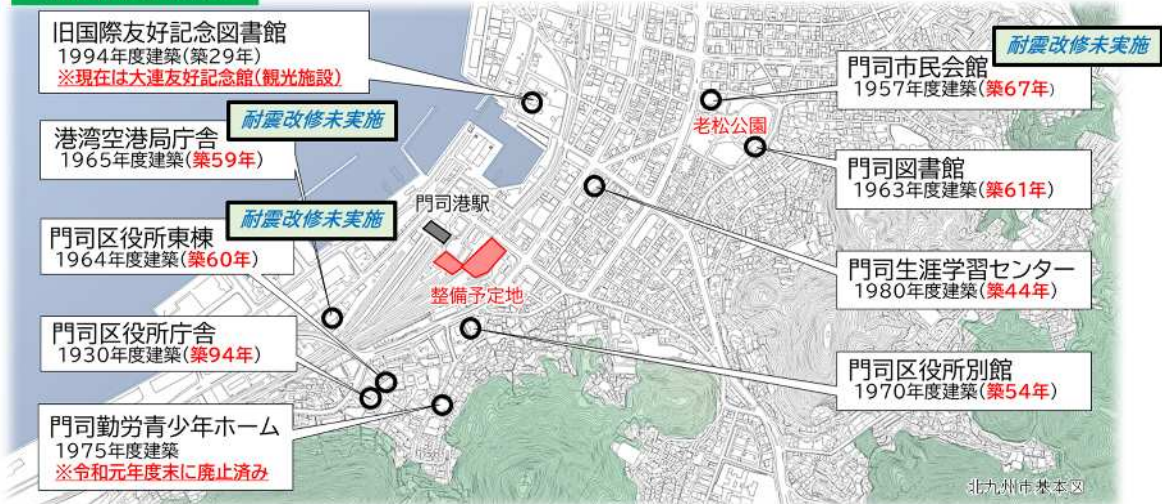 旧国際友好記念図書館
1994年度建築(築29年)
※現在は大連友好記念館(観光施設)
耐震改修未実施
港湾空港局庁舎
1965年度建築(築59年)
耐震改修未実施
門司区役所東棟
1964年度建築(築60年)
門司区役所庁舎
1930年度建築(築94年)
門司勤労青少年ホーム
1975年度建築
※令和元年度末に廃止済み
門司港駅
整備予定地
老松公園
耐震改修未実施
門司市民会館
1957年度建築(築67年)
門司図書館
1963年度建築(築61年)
門司生涯学習センター
1980年度建築(築44年)
門司区役所別館
1970年度建築(築54年)
北九州市基本図